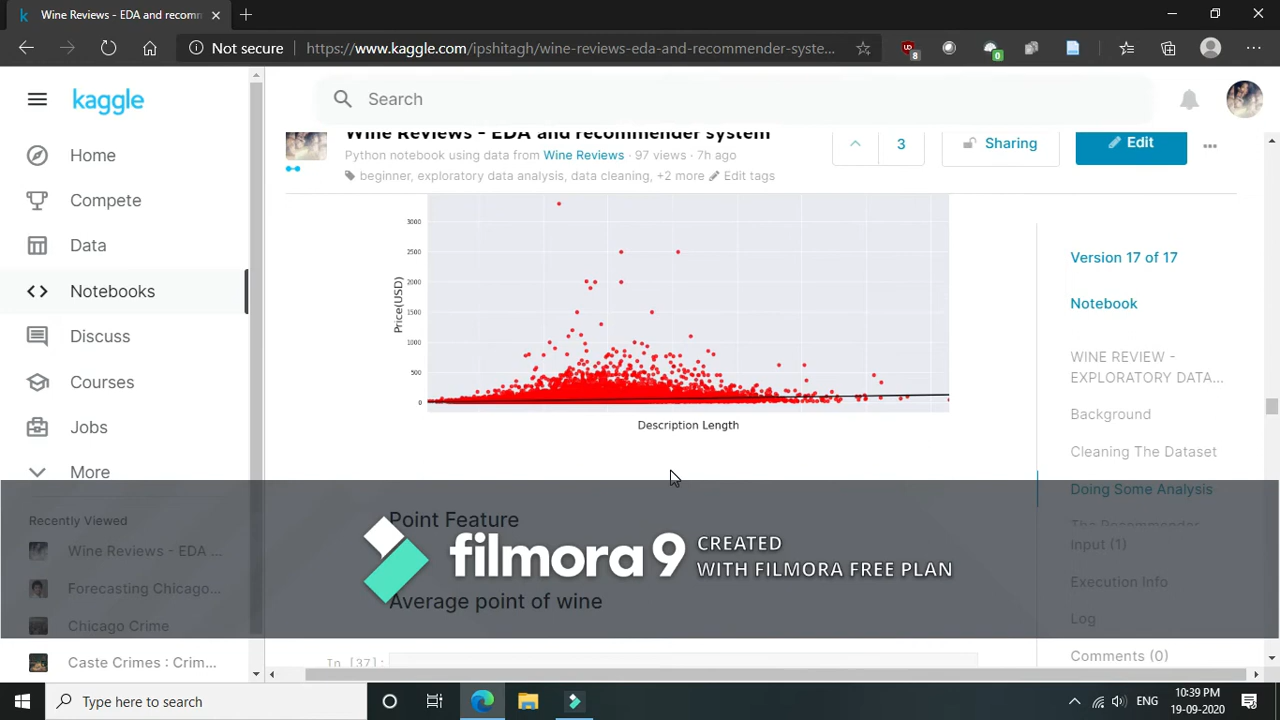 Wine Reviews - EDA and recomm
Not secure
https://www.kaggle.com/ipshitagh/wine-reviews-eda-and-recommender-syste...
8
0
kaggle
Search
Home
Compete
Data
Notebooks
Discuss
Courses
Jobs
More
Recently Viewed
Wine Reviews - EDA ...
Forecasting Chicago...
Chicago Crime
Caste Crimes : Crim...
Wine Reviews - EDA and recommender system
Python notebook using data from Wine Reviews · 97 views · 7h ago
beginner, exploratory data analysis, data cleaning, +2 more Edit tags
3
Sharing
Edit
3000
2500
2000
1500
1000
500
0
Price(USD)
Description Length
Point Feature
Average point of wine
In [37]:
Version 17 of 17
Notebook
WINE REVIEW -
EXPLORATORY DATA...
Background
Cleaning The Dataset
Doing Some Analysis
The Recommender
Input (1)
Execution Info
Log
Comments (0)
filmora 9
CREATED
WITH FILMORA FREE PLAN
Type here to search
ENG
10:39 PM
19-09-2020